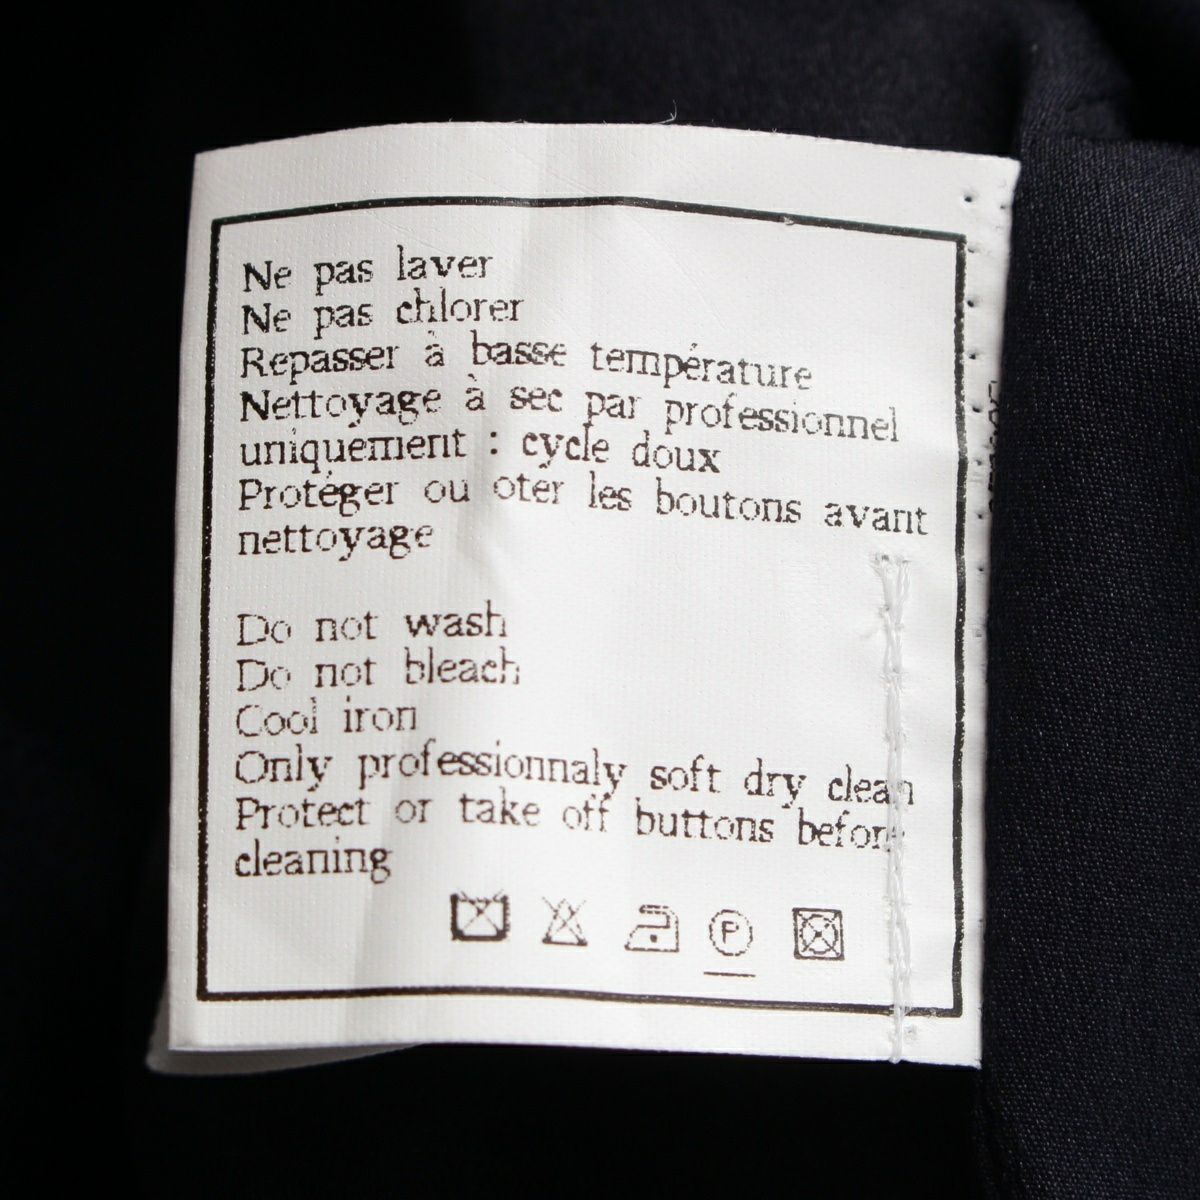 Ne pas laver
Ne pas chlorer
Repasser à basse température
Nettoyage à sec par professionnel
uniquement : cycle doux
Protéger ou oter les boutons avant
nettoyage
Do not wash
Do not bleach
Cool iron
Only professionnaly soft dry clean
Protect or take off buttons before
cleaning
P